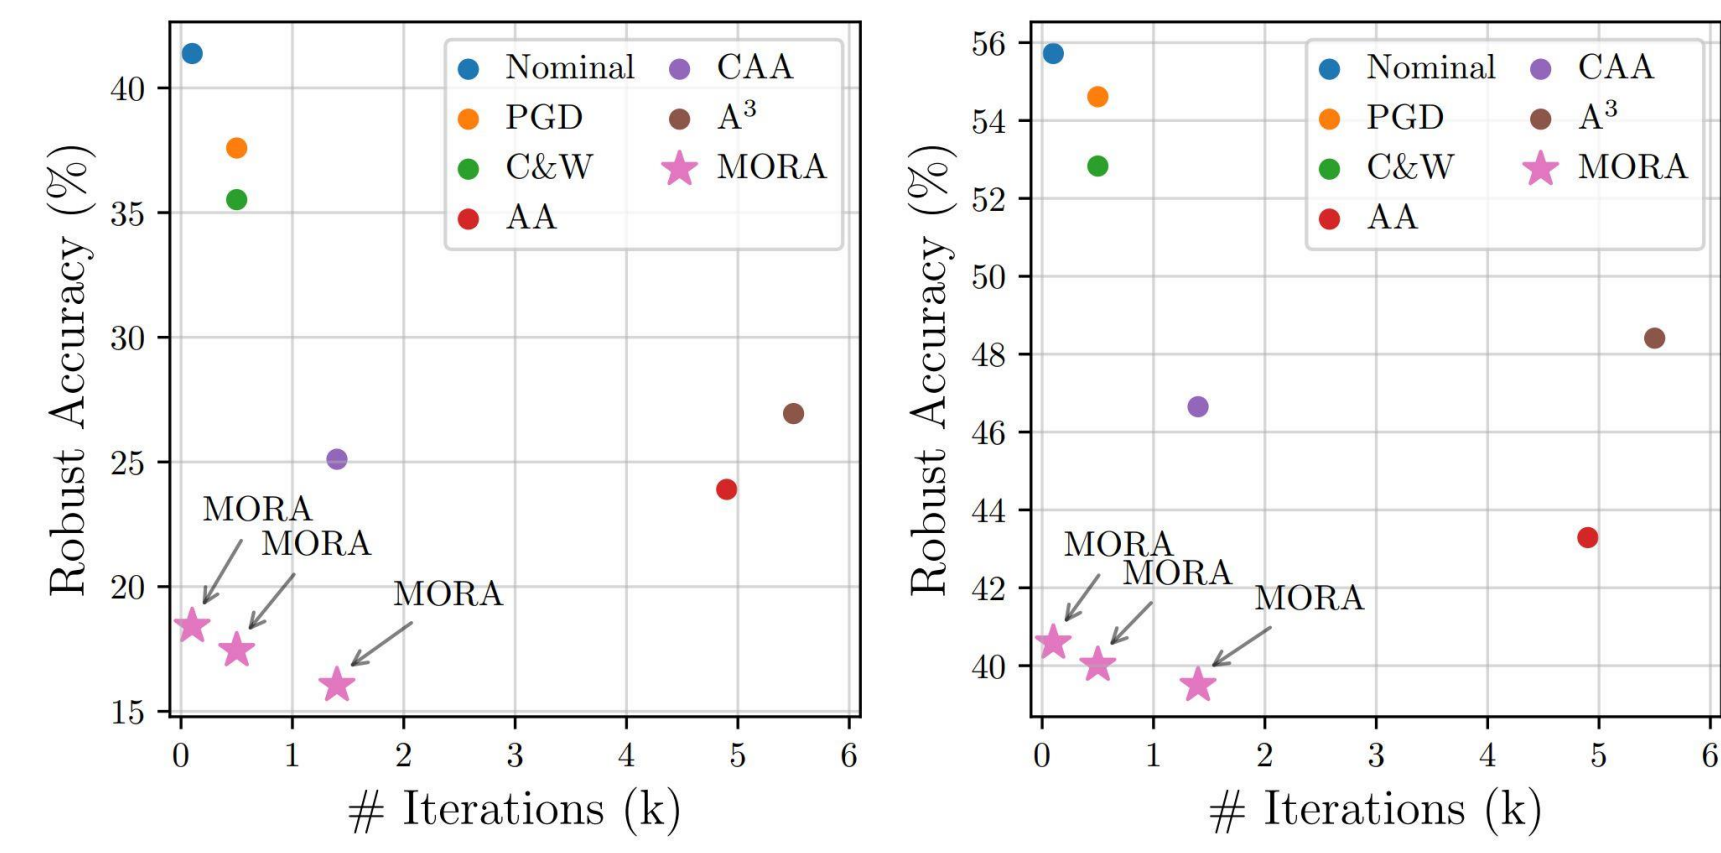 Robust Accuracy (%)
40
35
30
25
20
15
Nominal
PGD
C&W
AA
CAA
A³
MORA
MORA
MORA
MORA
0 1 2 3 4 5 6
# Iterations (k)
Robust Accuracy (%)
56
54
52
50
48
46
44
42
40
Nominal
PGD
C&W
AA
CAA
A³
MORA
MORA
MORA
MORA
0 1 2 3 4 5 6
# Iterations (k)